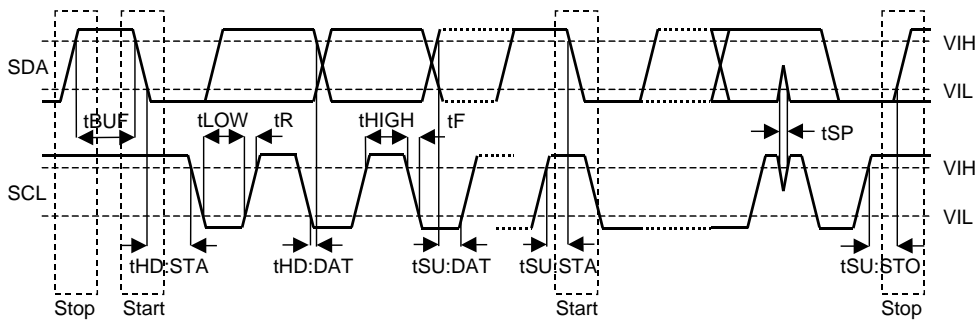 VIH
SDA
VIL
tBUF
tLOW
tR
tHIGH
tF
tSP
VIH
SCL
VIL
tHD:STA
tHD:DAT
tSU:DAT
tSU:STA
tSU:STO
Stop
Start
Start
Stop